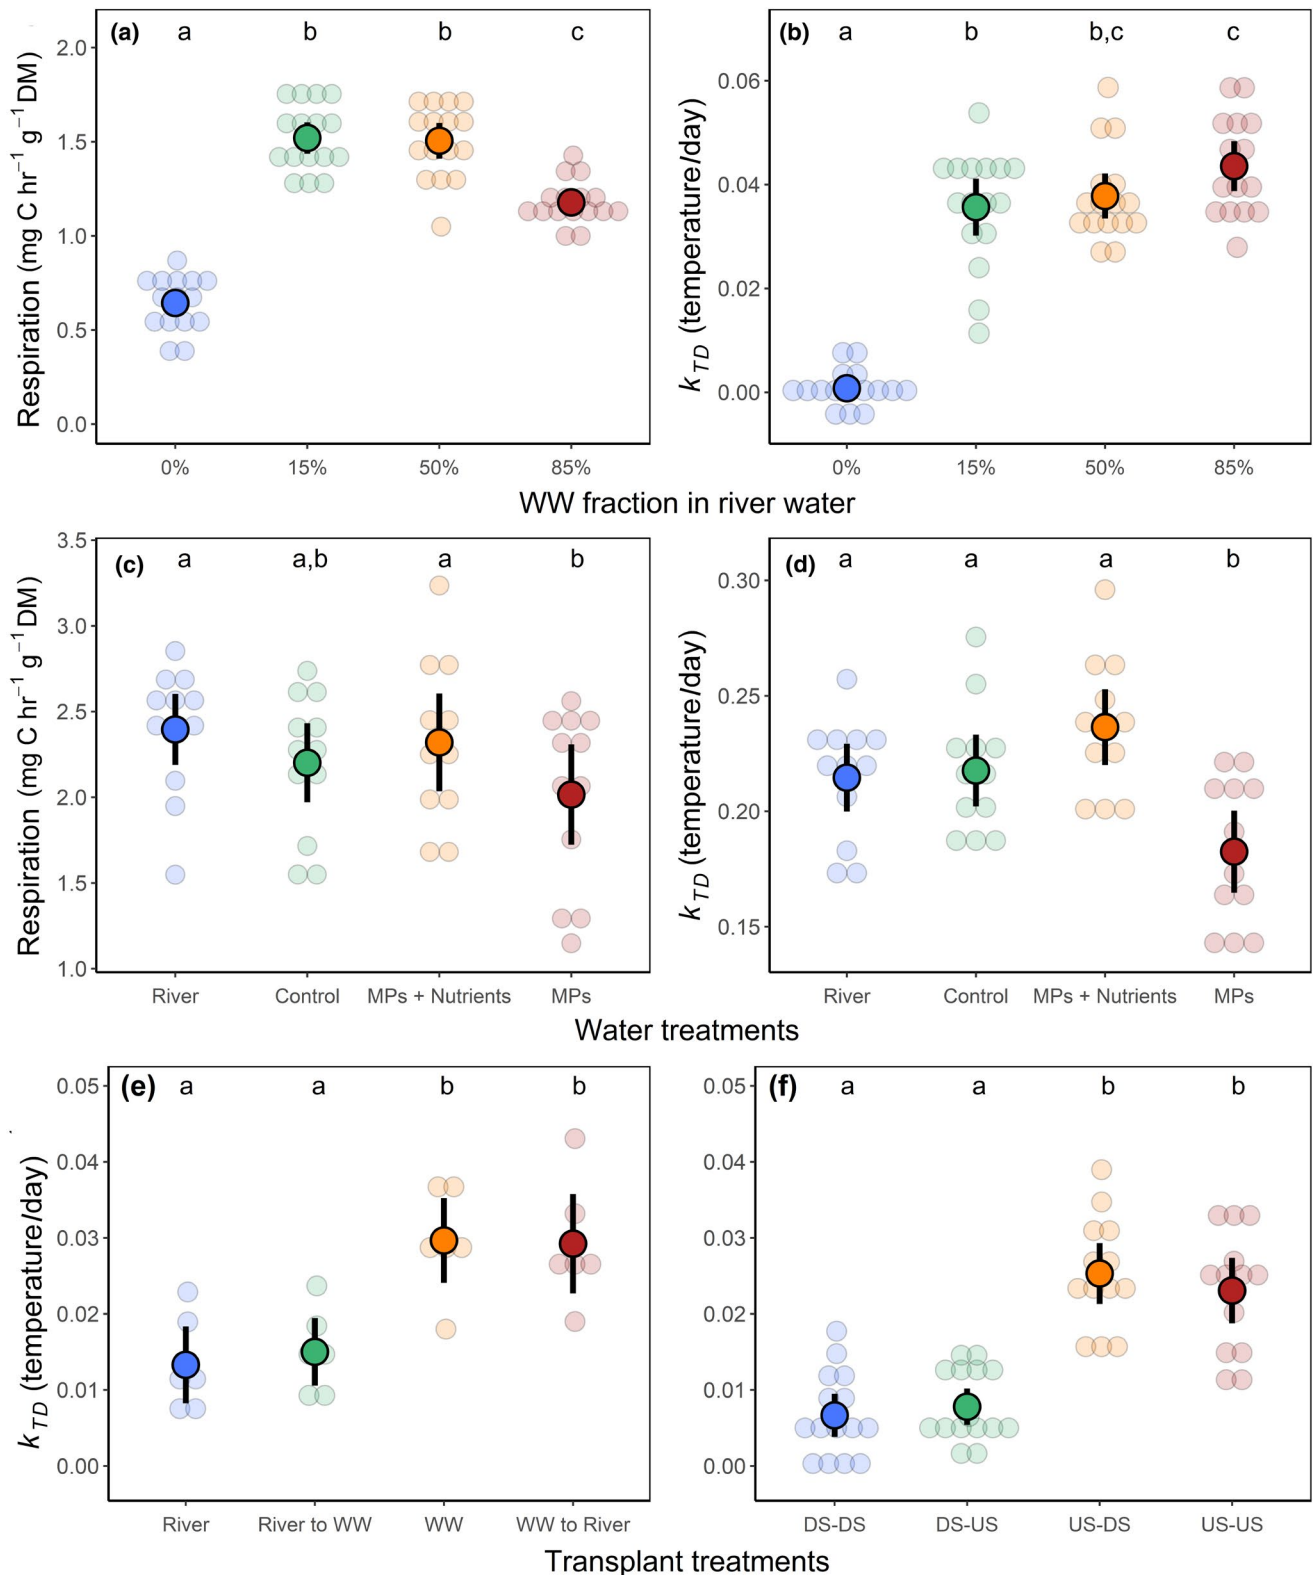 (a) a b b c
2.0
1.5
1.0
0.5
0.0
Respiration (mg C hr⁻¹ g⁻¹ DM)
0% 15% 50% 85%
(b) a b b,c c
0.06
0.04
0.02
0.00
k_TD (temperature/day)
0% 15% 50% 85%
WW fraction in river water
(c) a a,b a b
3.5
3.0
2.5
2.0
1.5
1.0
Respiration (mg C hr⁻¹ g⁻¹ DM)
River Control MPs + Nutrients MPs
(d) a a a b
0.30
0.25
0.20
0.15
k_TD (temperature/day)
River Control MPs + Nutrients MPs
Water treatments
(e) a a b b
0.05
0.04
0.03
0.02
0.01
0.00
k_TD (temperature/day)
River River to WW WW WW to River
(f) a a b b
0.05
0.04
0.03
0.02
0.01
0.00
DS-DS DS-US US-DS US-US
Transplant treatments